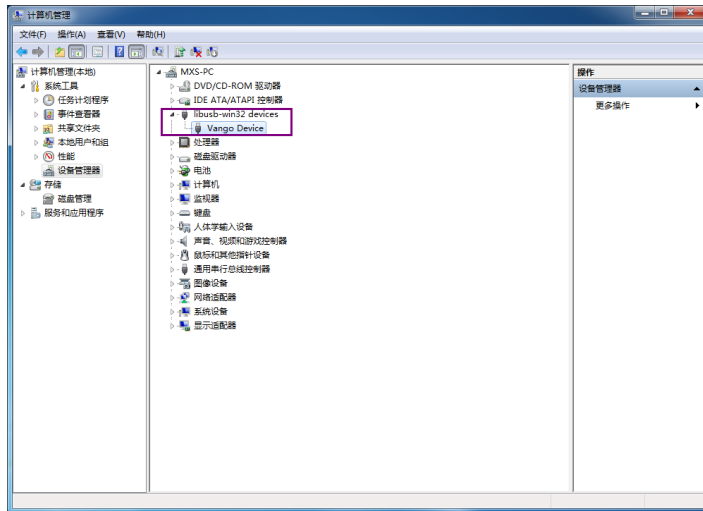 计算机管理
文件(F) 操作(A) 查看(V) 帮助(H)
计算机管理(本地)
系统工具
任务计划程序
事件查看器
共享文件夹
本地用户和组
性能
设备管理器
存储
磁盘管理
服务和应用程序
MXS-PC
DVD/CD-ROM 驱动器
IDE ATA/ATAPI 控制器
libusb-win32 devices
Vango Device
处理器
磁盘驱动器
电池
计算机
监视器
键盘
人体学输入设备
声音、视频和游戏控制器
鼠标和其他指针设备
通用串行总线控制器
图像设备
网络适配器
系统设备
显示适配器
操作
设备管理器
更多操作